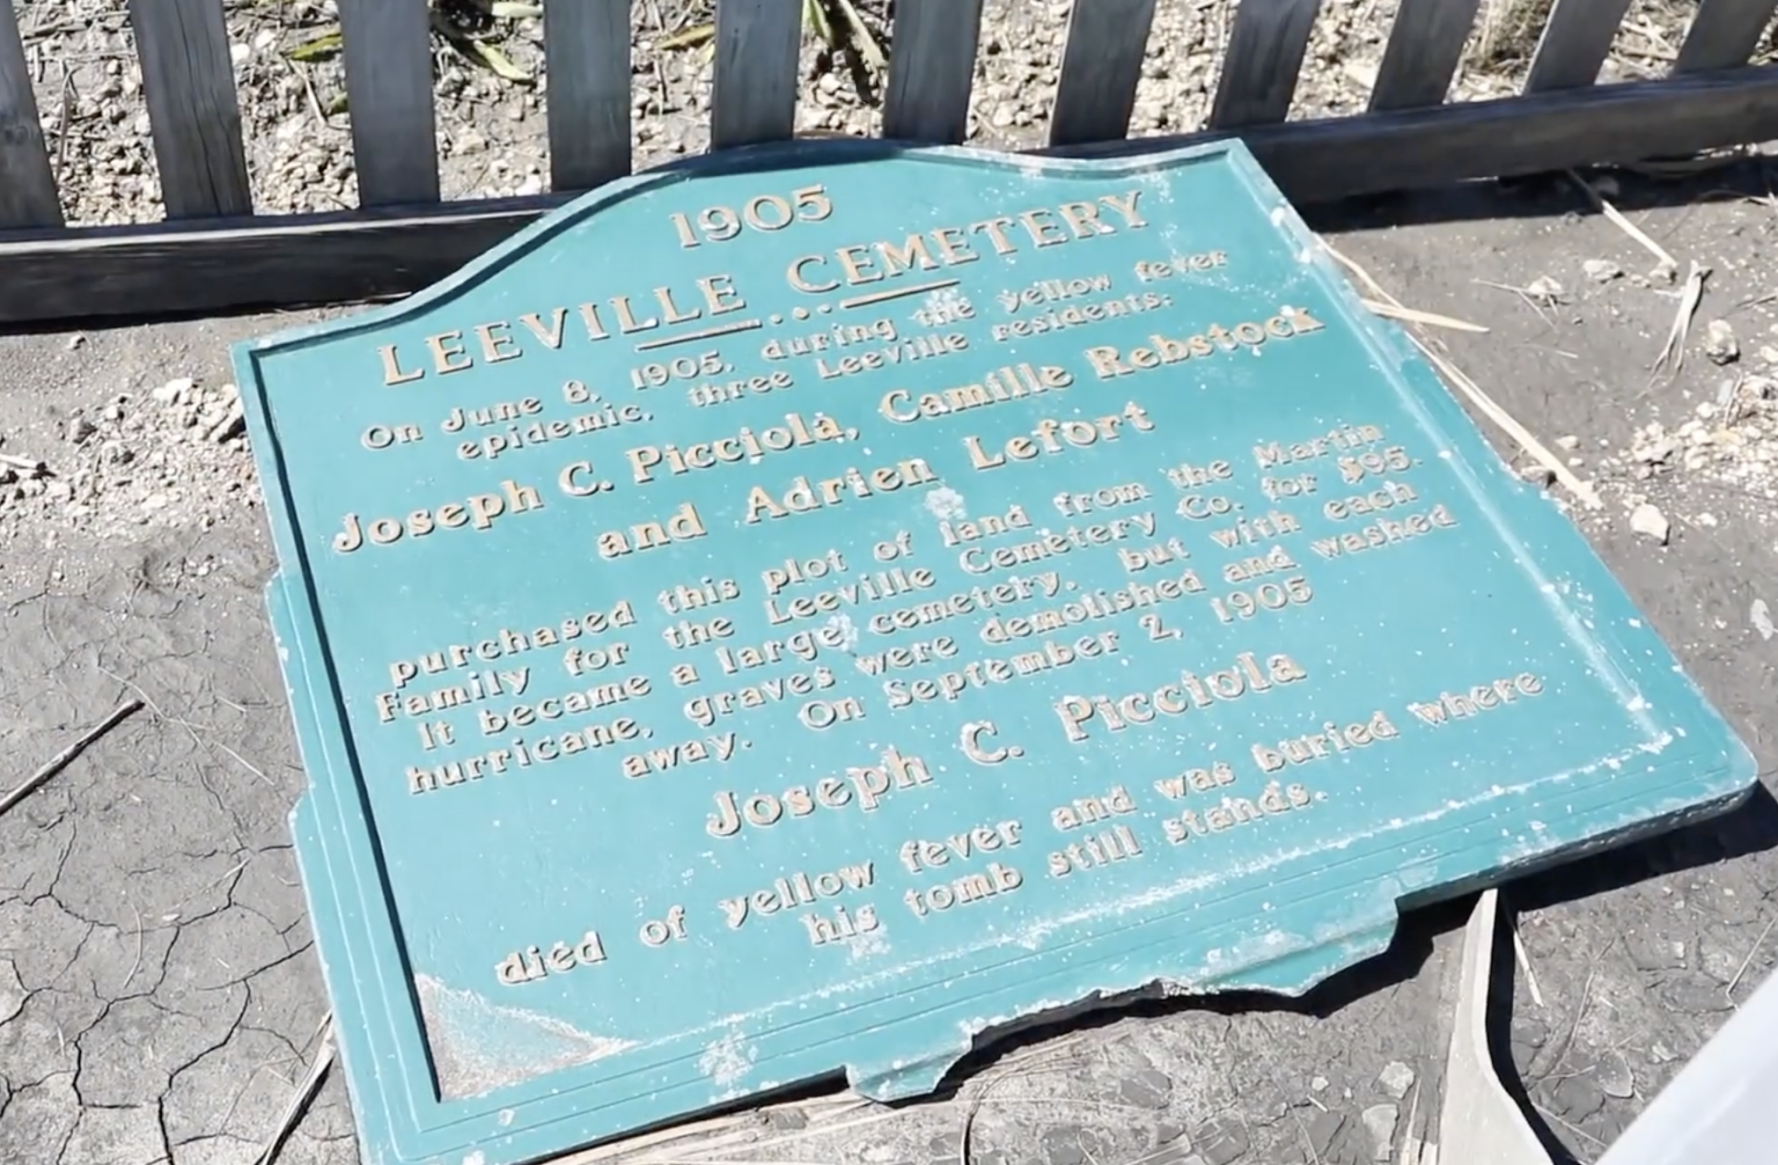 1905
LEEVILLE CEMETERY
On June 8, 1905, during the yellow fever
epidemic, three Leeville residents:
Joseph C. Picciola, Camille Rebstock
and Adrien Lefort
purchased this plot of land from the Martin
Family for the Leeville Cemetery Co. for $95.
It became a large cemetery, but with each
hurricane, graves were demolished and washed
away. On September 2, 1905
Joseph C. Picciola
died of yellow fever and was buried where
his tomb still stands.